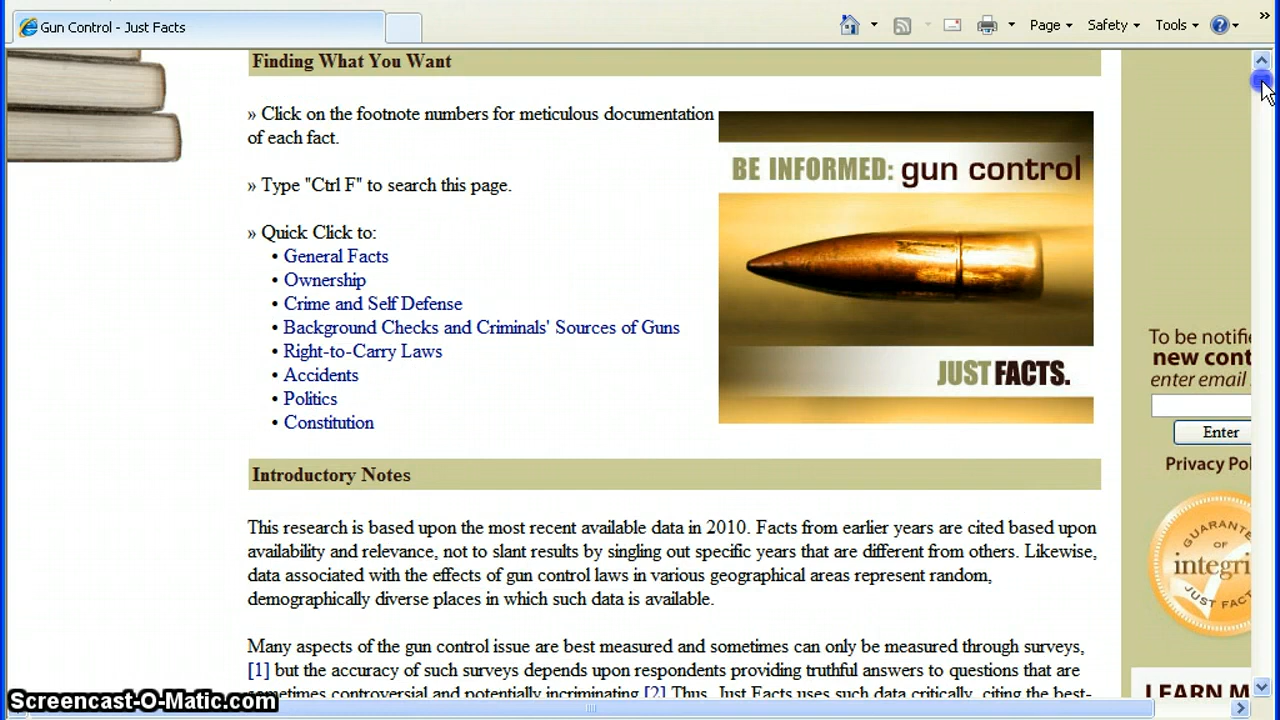 Gun Control - Just Facts
Page
Safety
Tools
Finding What You Want
» Click on the footnote numbers for meticulous documentation
of each fact.
» Type "Ctrl F" to search this page.
» Quick Click to:
• General Facts
• Ownership
• Crime and Self Defense
• Background Checks and Criminals' Sources of Guns
• Right-to-Carry Laws
• Accidents
• Politics
• Constitution
BE INFORMED: gun control
JUST FACTS.
To be notifie
new cont
enter email
Enter
Privacy Pol
GUARANTE
OF
integri
JUST FAC
LEARN M
Introductory Notes
This research is based upon the most recent available data in 2010. Facts from earlier years are cited based upon
availability and relevance, not to slant results by singling out specific years that are different from others. Likewise,
data associated with the effects of gun control laws in various geographical areas represent random,
demographically diverse places in which such data is available.
Many aspects of the gun control issue are best measured and sometimes can only be measured through surveys,
[1] but the accuracy of such surveys depends upon respondents providing truthful answers to questions that are
sometimes controversial and potentially incriminating.[2] Thus, Just Facts uses such data critically, citing the best-
Screencast-O-Matic.com